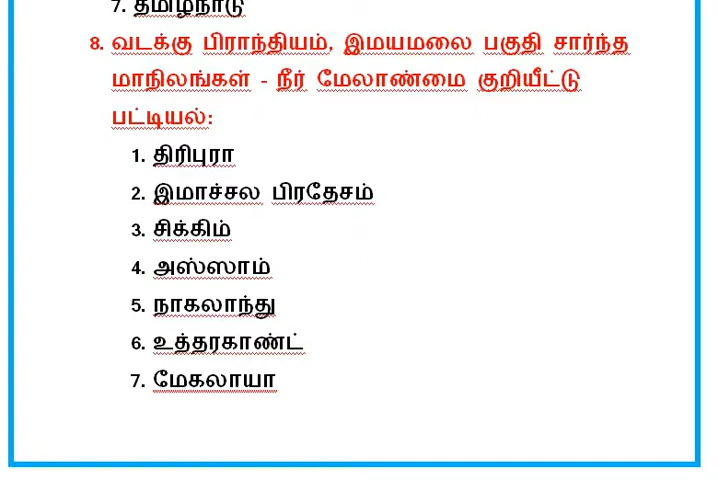 7. தமிழ்நாடு
8. வடக்கு பிராந்தியம், இமயமலை பகுதி சார்ந்த
மாநிலங்கள் - நீர் மேலாண்மை குறியீட்டு
பட்டியல்:
1. திரிபுரா
2. இமாச்சல பிரதேசம்
3. சிக்கிம்
4. அஸ்ஸாம்
5. நாகலாந்து
6. உத்தரகாண்ட்
7. மேகலாயா